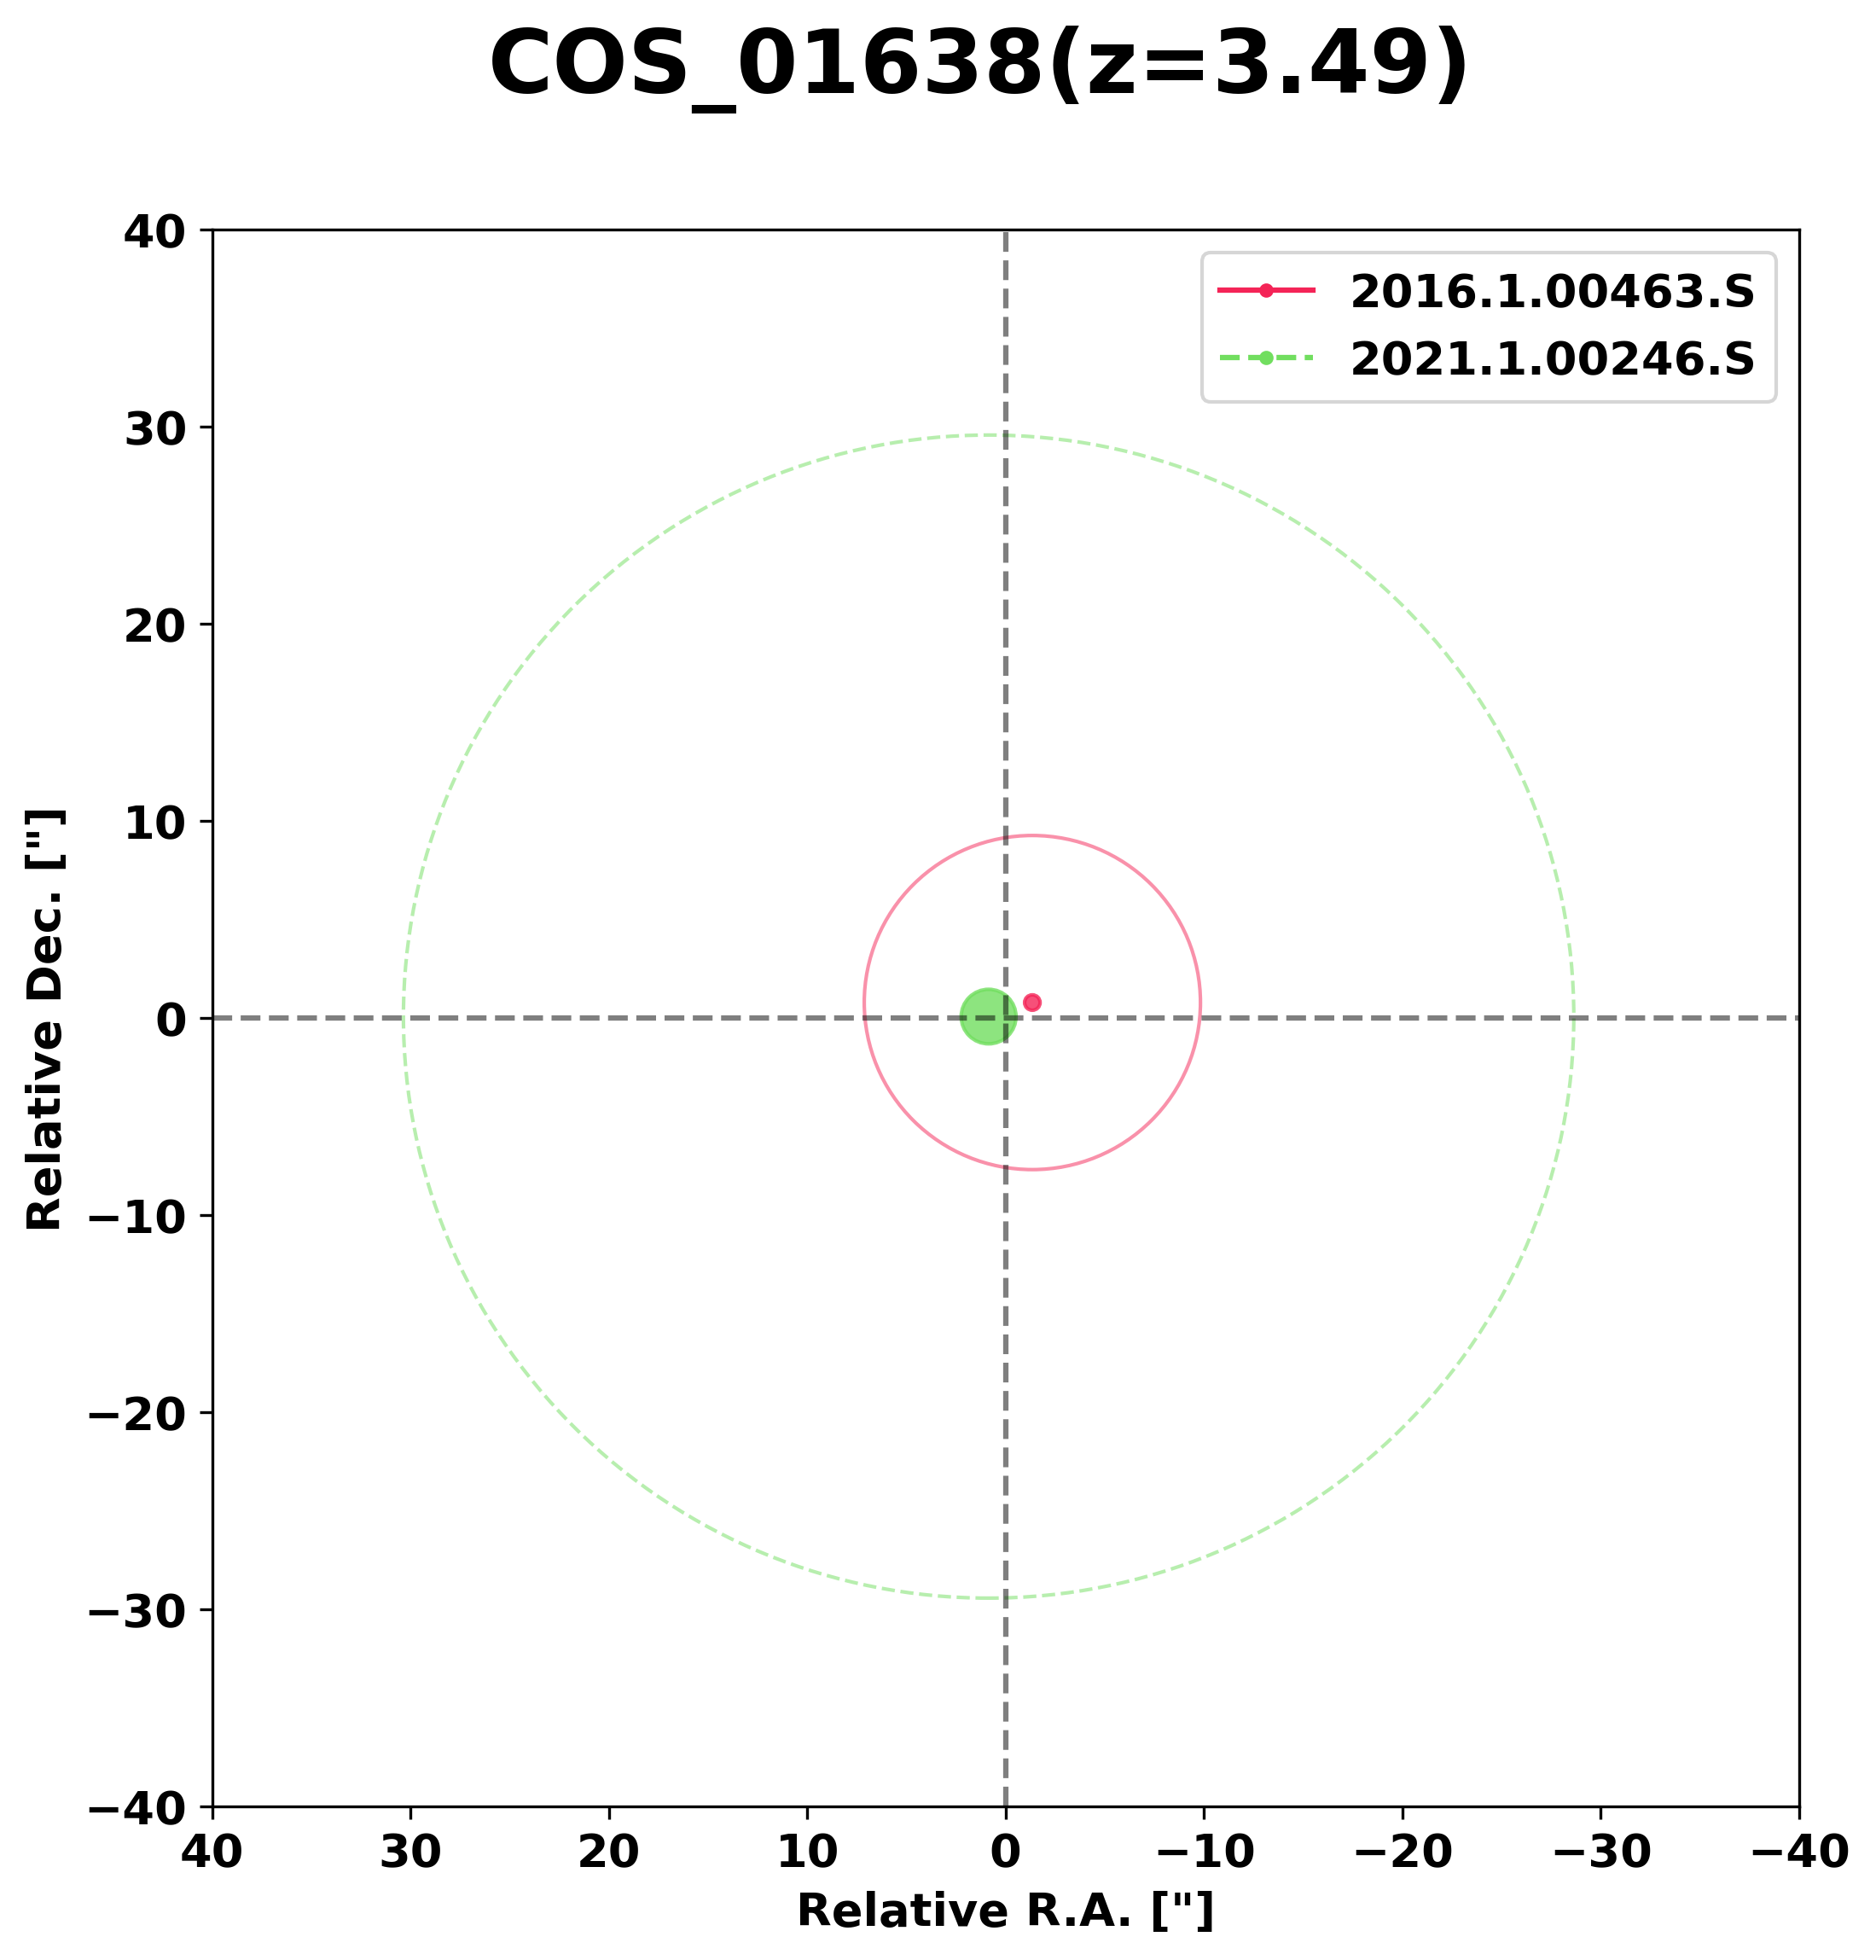 COS_01638(z=3.49)
2016.1.00463.S
2021.1.00246.S
40
30
20
10
0
−10
−20
−30
−40
Relative Dec. ["]
40 30 20 10 0 −10 −20 −30 −40
Relative R.A. ["]